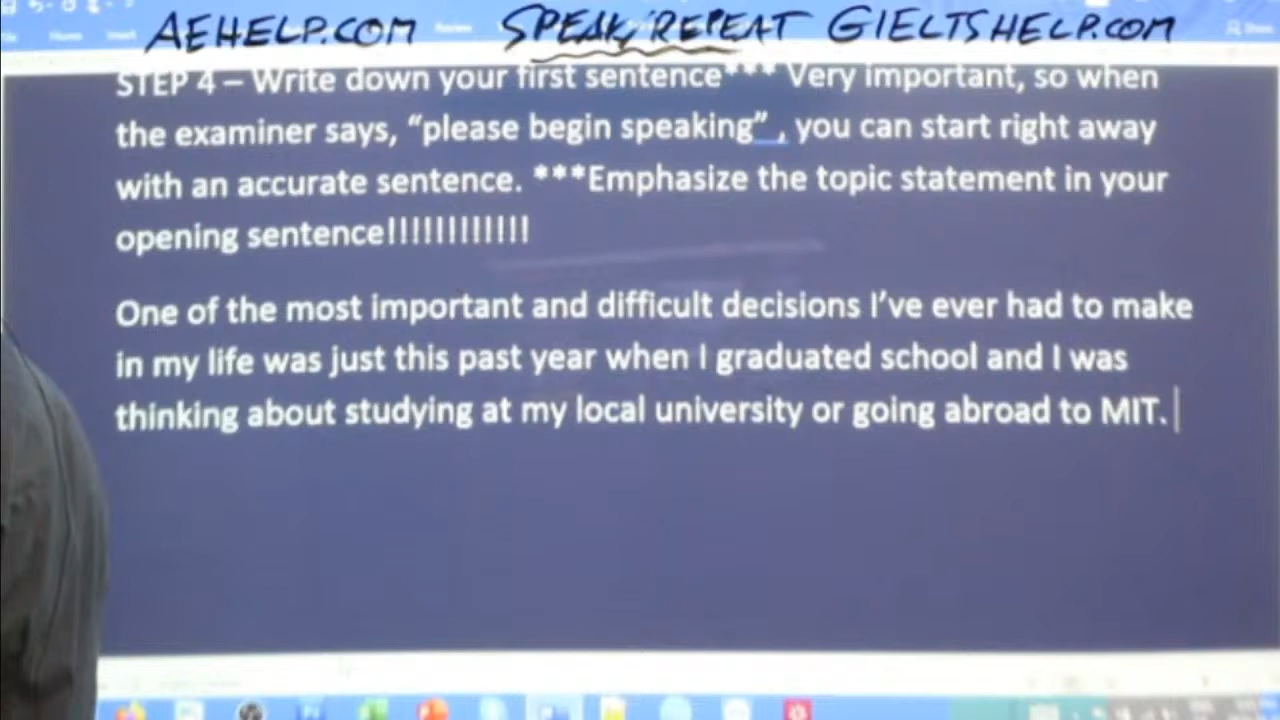 AEHELP.COM SPEAK/REPEAT GIELTSHELP.COM
STEP 4 – Write down your first sentence*** Very important, so when
the examiner says, “please begin speaking” , you can start right away
with an accurate sentence. ***Emphasize the topic statement in your
opening sentence!!!!!!!!!!!!
One of the most important and difficult decisions I’ve ever had to make
in my life was just this past year when I graduated school and I was
thinking about studying at my local university or going abroad to MIT.